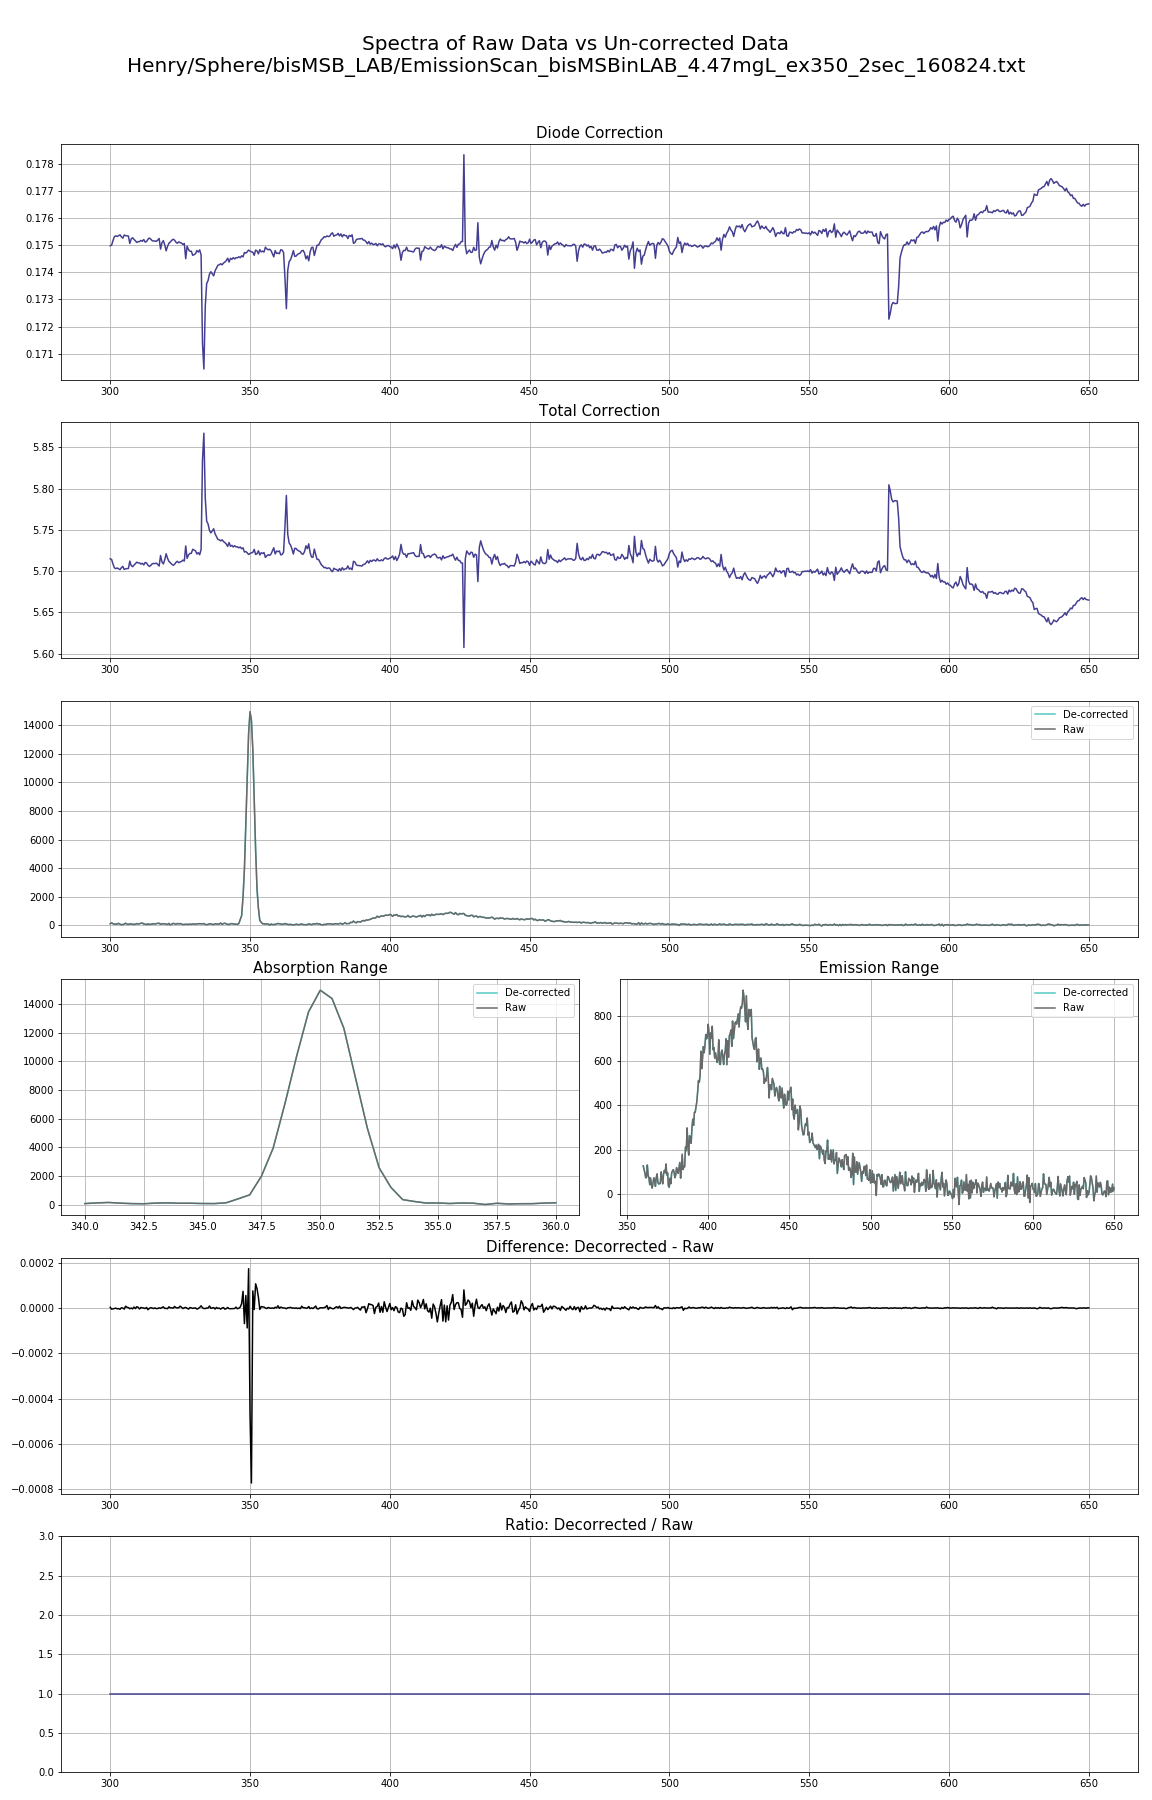 Spectra of Raw Data vs Un-corrected Data
Henry/Sphere/bisMSB_LAB/EmissionScan_bisMSBinLAB_4.47mgL_ex350_2sec_160824.txt
Diode Correction
0.178
0.177
0.176
0.175
0.174
0.173
0.172
0.171
300 350 400 450 500 550 600 650
Total Correction
5.85
5.80
5.75
5.70
5.65
5.60
300 350 400 450 500 550 600 650
De-corrected
Raw
14000
12000
10000
8000
6000
4000
2000
0
300 350 400 450 500 550 600 650
Absorption Range
De-corrected
Raw
14000
12000
10000
8000
6000
4000
2000
0
340.0 342.5 345.0 347.5 350.0 352.5 355.0 357.5 360.0
Emission Range
De-corrected
Raw
800
600
400
200
0
350 400 450 500 550 600 650
Difference: Decorrected - Raw
0.0002
0.0000
−0.0002
−0.0004
−0.0006
−0.0008
300 350 400 450 500 550 600 650
Ratio: Decorrected / Raw
3.0
2.5
2.0
1.5
1.0
0.5
0.0
300 350 400 450 500 550 600 650